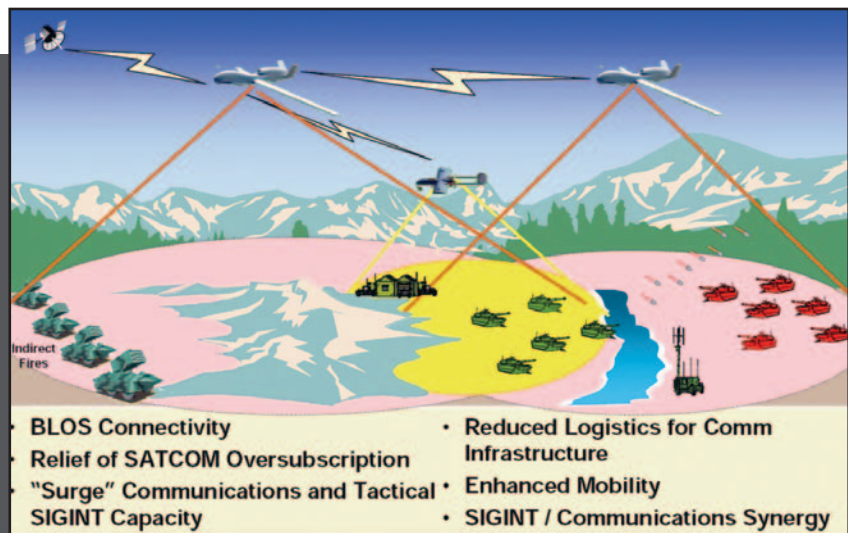 Indirect
Fires
• BLOS Connectivity
• Relief of SATCOM Oversubscription
• "Surge" Communications and Tactical
SIGINT Capacity
• Reduced Logistics for Comm
Infrastructure
• Enhanced Mobility
• SIGINT / Communications Synergy